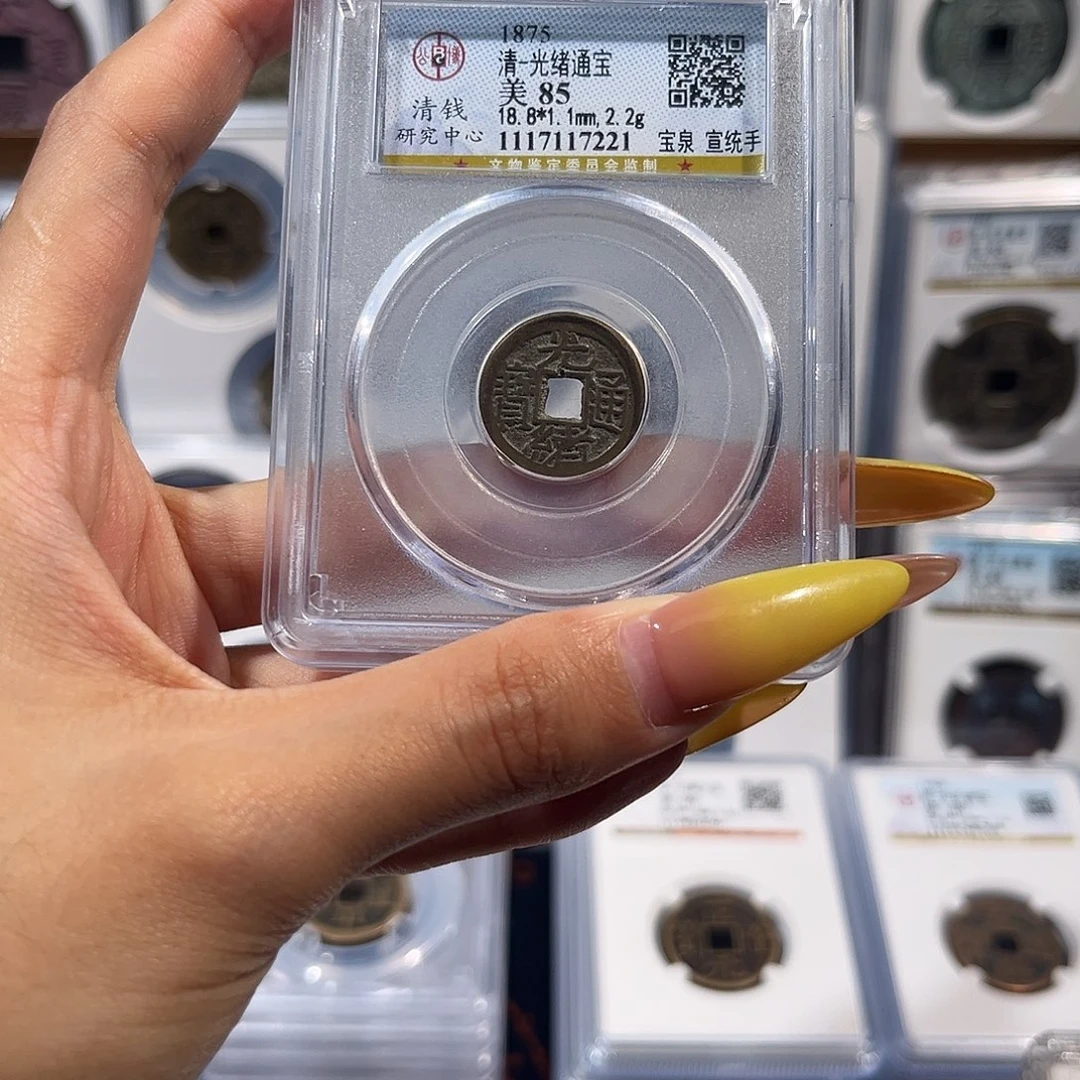 1875
清-光绪通宝
美 85
18.8*1.1mm, 2.2g
清钱
研究中心
1117117221
宝泉 宣统手
★ 文物鉴定委员会监制 ★
公博
光
通
緒
寶